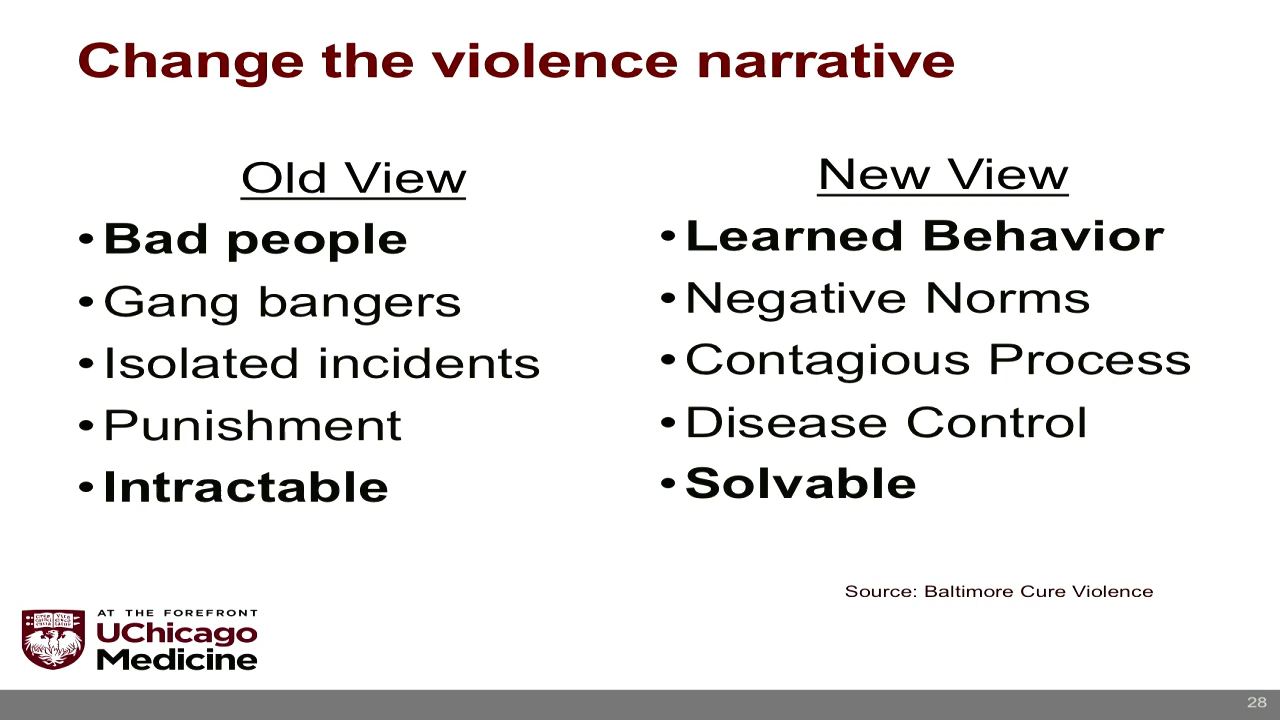 Change the violence narrative
Old View
• Bad people
• Gang bangers
• Isolated incidents
• Punishment
• Intractable
New View
• Learned Behavior
• Negative Norms
• Contagious Process
• Disease Control
• Solvable
Source: Baltimore Cure Violence
AT THE FOREFRONT
UChicago
Medicine
28